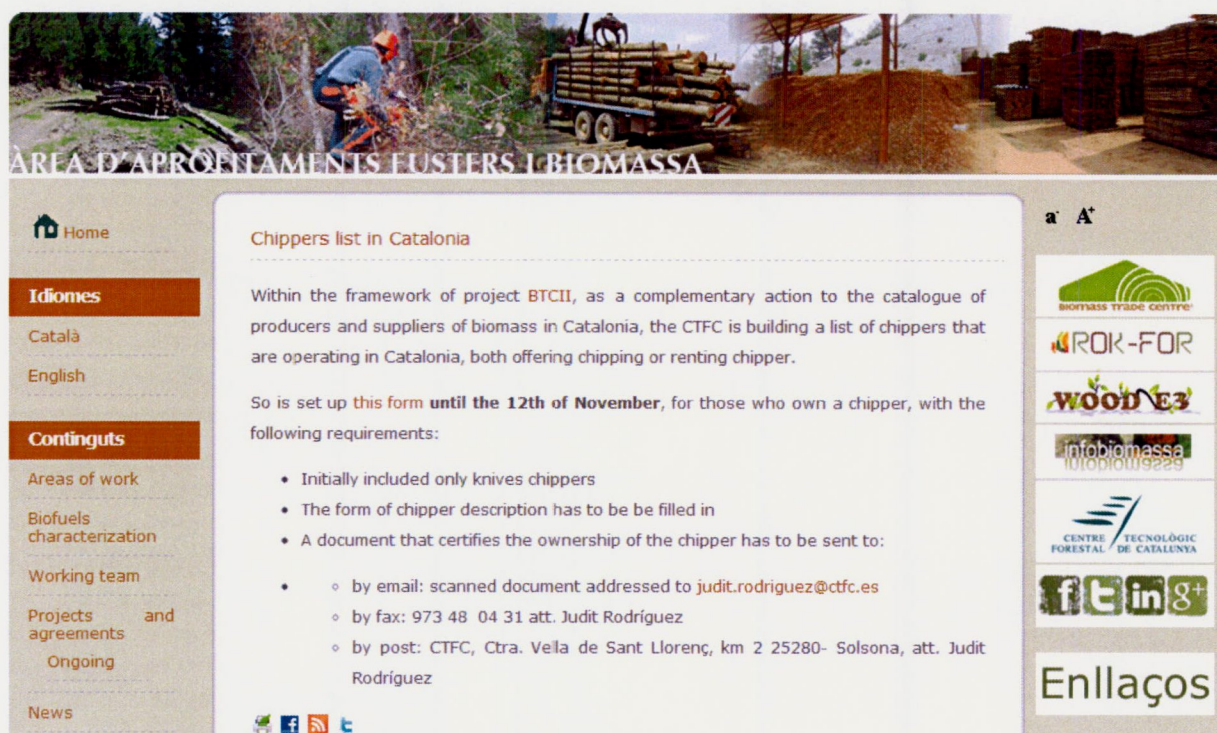 ÀREA D'APROFITAMENTS FUSTERS I BIOMASSA
Home
Idiomes
Català
English
Continguts
Areas of work
Biofuels
characterization
Working team
Projects and
agreements
Ongoing
News
Chippers list in Catalonia
Within the framework of project BTCII, as a complementary action to the catalogue of
producers and suppliers of biomass in Catalonia, the CTFC is building a list of chippers that
are operating in Catalonia, both offering chipping or renting chipper.
So is set up this form until the 12th of November, for those who own a chipper, with the
following requirements:
• Initially included only knives chippers
• The form of chipper description has to be be filled in
• A document that certifies the ownership of the chipper has to be sent to:
• ◦ by email: scanned document addressed to judit.rodriguez@ctfc.es
◦ by fax: 973 48 04 31 att. Judit Rodríguez
◦ by post: CTFC, Ctra. Vella de Sant Llorenç, km 2 25280- Solsona, att. Judit
Rodríguez
a- A+
BIOMASS TRADE CENTRE
ROK-FOR
WOODE3
infobiomassa
CENTRE TECNOLÒGIC
FORESTAL DE CATALUNYA
f t in g+
Enllaços